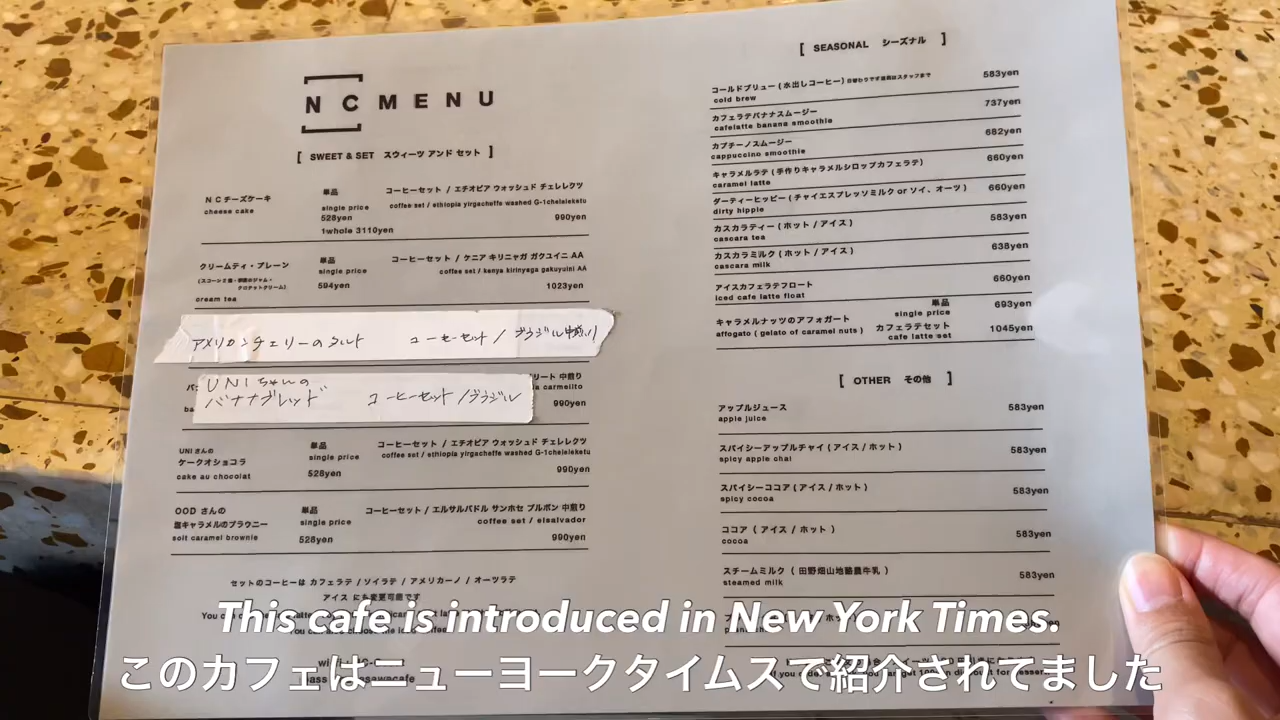 NC MENU
[ SWEET & SET スウィーツ アンド セット ]
NCチーズケーキ
cheese cake
単品
single price
528yen
1whole 3110yen
コーヒーセット / エチオピア ウォッシュド チェレレクツ
coffee set / ethiopia yirgacheffe washed G-1chelelektu
990yen
クリームティ・プレーン
cream tea
単品
single price
594yen
コーヒーセット / ケニア キリニャガ ガクユイニ AA
coffee set / kenya kirinyaga gakuyuini AA
1023yen
アメリカンチェリーのタルト コーヒーセット / ブラジル中煎り
リート 中煎り
a carmelito
990yen
UNIちゃんの
バナナブレッド コーヒーセット / ブラジル
UNIさんの
ケークオショコラ
cake au chocolat
単品
single price
528yen
コーヒーセット / エチオピア ウォッシュド チェレレクツ
coffee set / ethiopia yirgacheffe washed G-1chelelektu
990yen
OOD さんの
塩キャラメルのブラウニー
solt caramel brownie
単品
single price
528yen
コーヒーセット / エルサルバドル サンホセ ブルボン 中煎り
coffee set / elsalvador
990yen
セットのコーヒーは カフェラテ / ソイラテ / アメリカーノ / オーツラテ
アイス にも変更可能です
[ SEASONAL シーズナル ]
コールドブリュー ( 水出しコーヒー )
cold brew
583yen
カフェラテバナナスムージー
cafelatte banana smoothie
737yen
カプチーノスムージー
cappuccino smoothie
682yen
キャラメルラテ ( 手作りキャラメルシロップカフェラテ )
caramel latte
660yen
ダーティーヒッピー ( チャイエスプレッソミルク or ソイ、オーツ )
dirty hippie
660yen
カスカラティー ( ホット / アイス )
cascara tea
583yen
カスカラミルク ( ホット / アイス )
cascara milk
638yen
アイスカフェラテフロート
iced cafe latte float
660yen
キャラメルナッツのアフォガート
affogato ( gelato of caramel nuts )
単品
single price
693yen
カフェラテセット
cafe latte set
1045yen
[ OTHER その他 ]
アップルジュース
apple juice
583yen
スパイシーアップルチャイ ( アイス / ホット )
spicy apple chai
583yen
スパイシーココア ( アイス / ホット )
spicy cocoa
583yen
ココア ( アイス / ホット )
cocoa
583yen
スチームミルク ( 田野畑山地酪農牛乳 )
steamed milk
583yen
This cafe is introduced in New York Times.
このカフェはニューヨークタイムスで紹介されてました